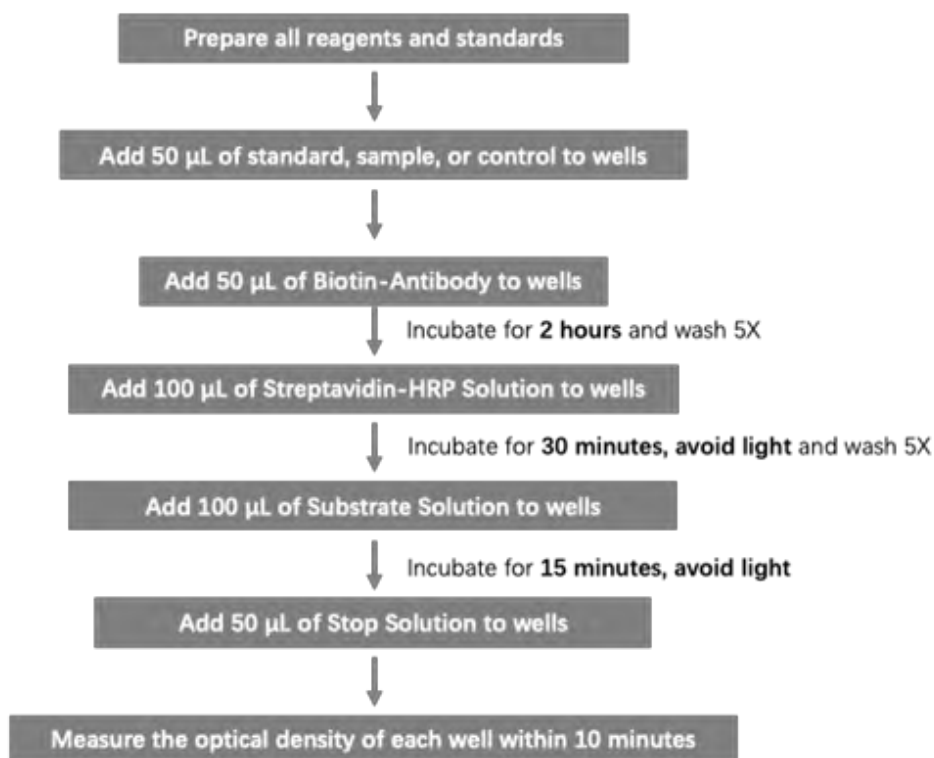 Prepare all reagents and standards
Add 50 μL of standard, sample, or control to wells
Add 50 μL of Biotin-Antibody to wells
Incubate for 2 hours and wash 5X
Add 100 μL of Streptavidin-HRP Solution to wells
Incubate for 30 minutes, avoid light and wash 5X
Add 100 μL of Substrate Solution to wells
Incubate for 15 minutes, avoid light
Add 50 μL of Stop Solution to wells
Measure the optical density of each well within 10 minutes